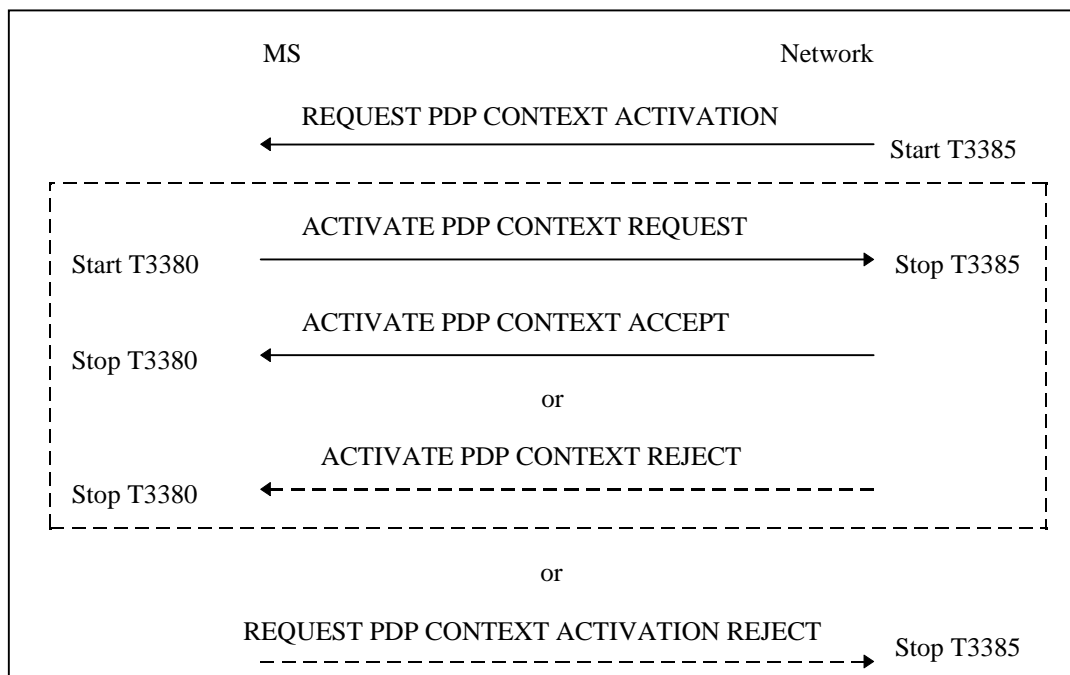 MS Network
REQUEST PDP CONTEXT ACTIVATION
Start T3385
ACTIVATE PDP CONTEXT REQUEST
Start T3380 Stop T3385
ACTIVATE PDP CONTEXT ACCEPT
Stop T3380
or
ACTIVATE PDP CONTEXT REJECT
Stop T3380
or
REQUEST PDP CONTEXT ACTIVATION REJECT
Stop T3385